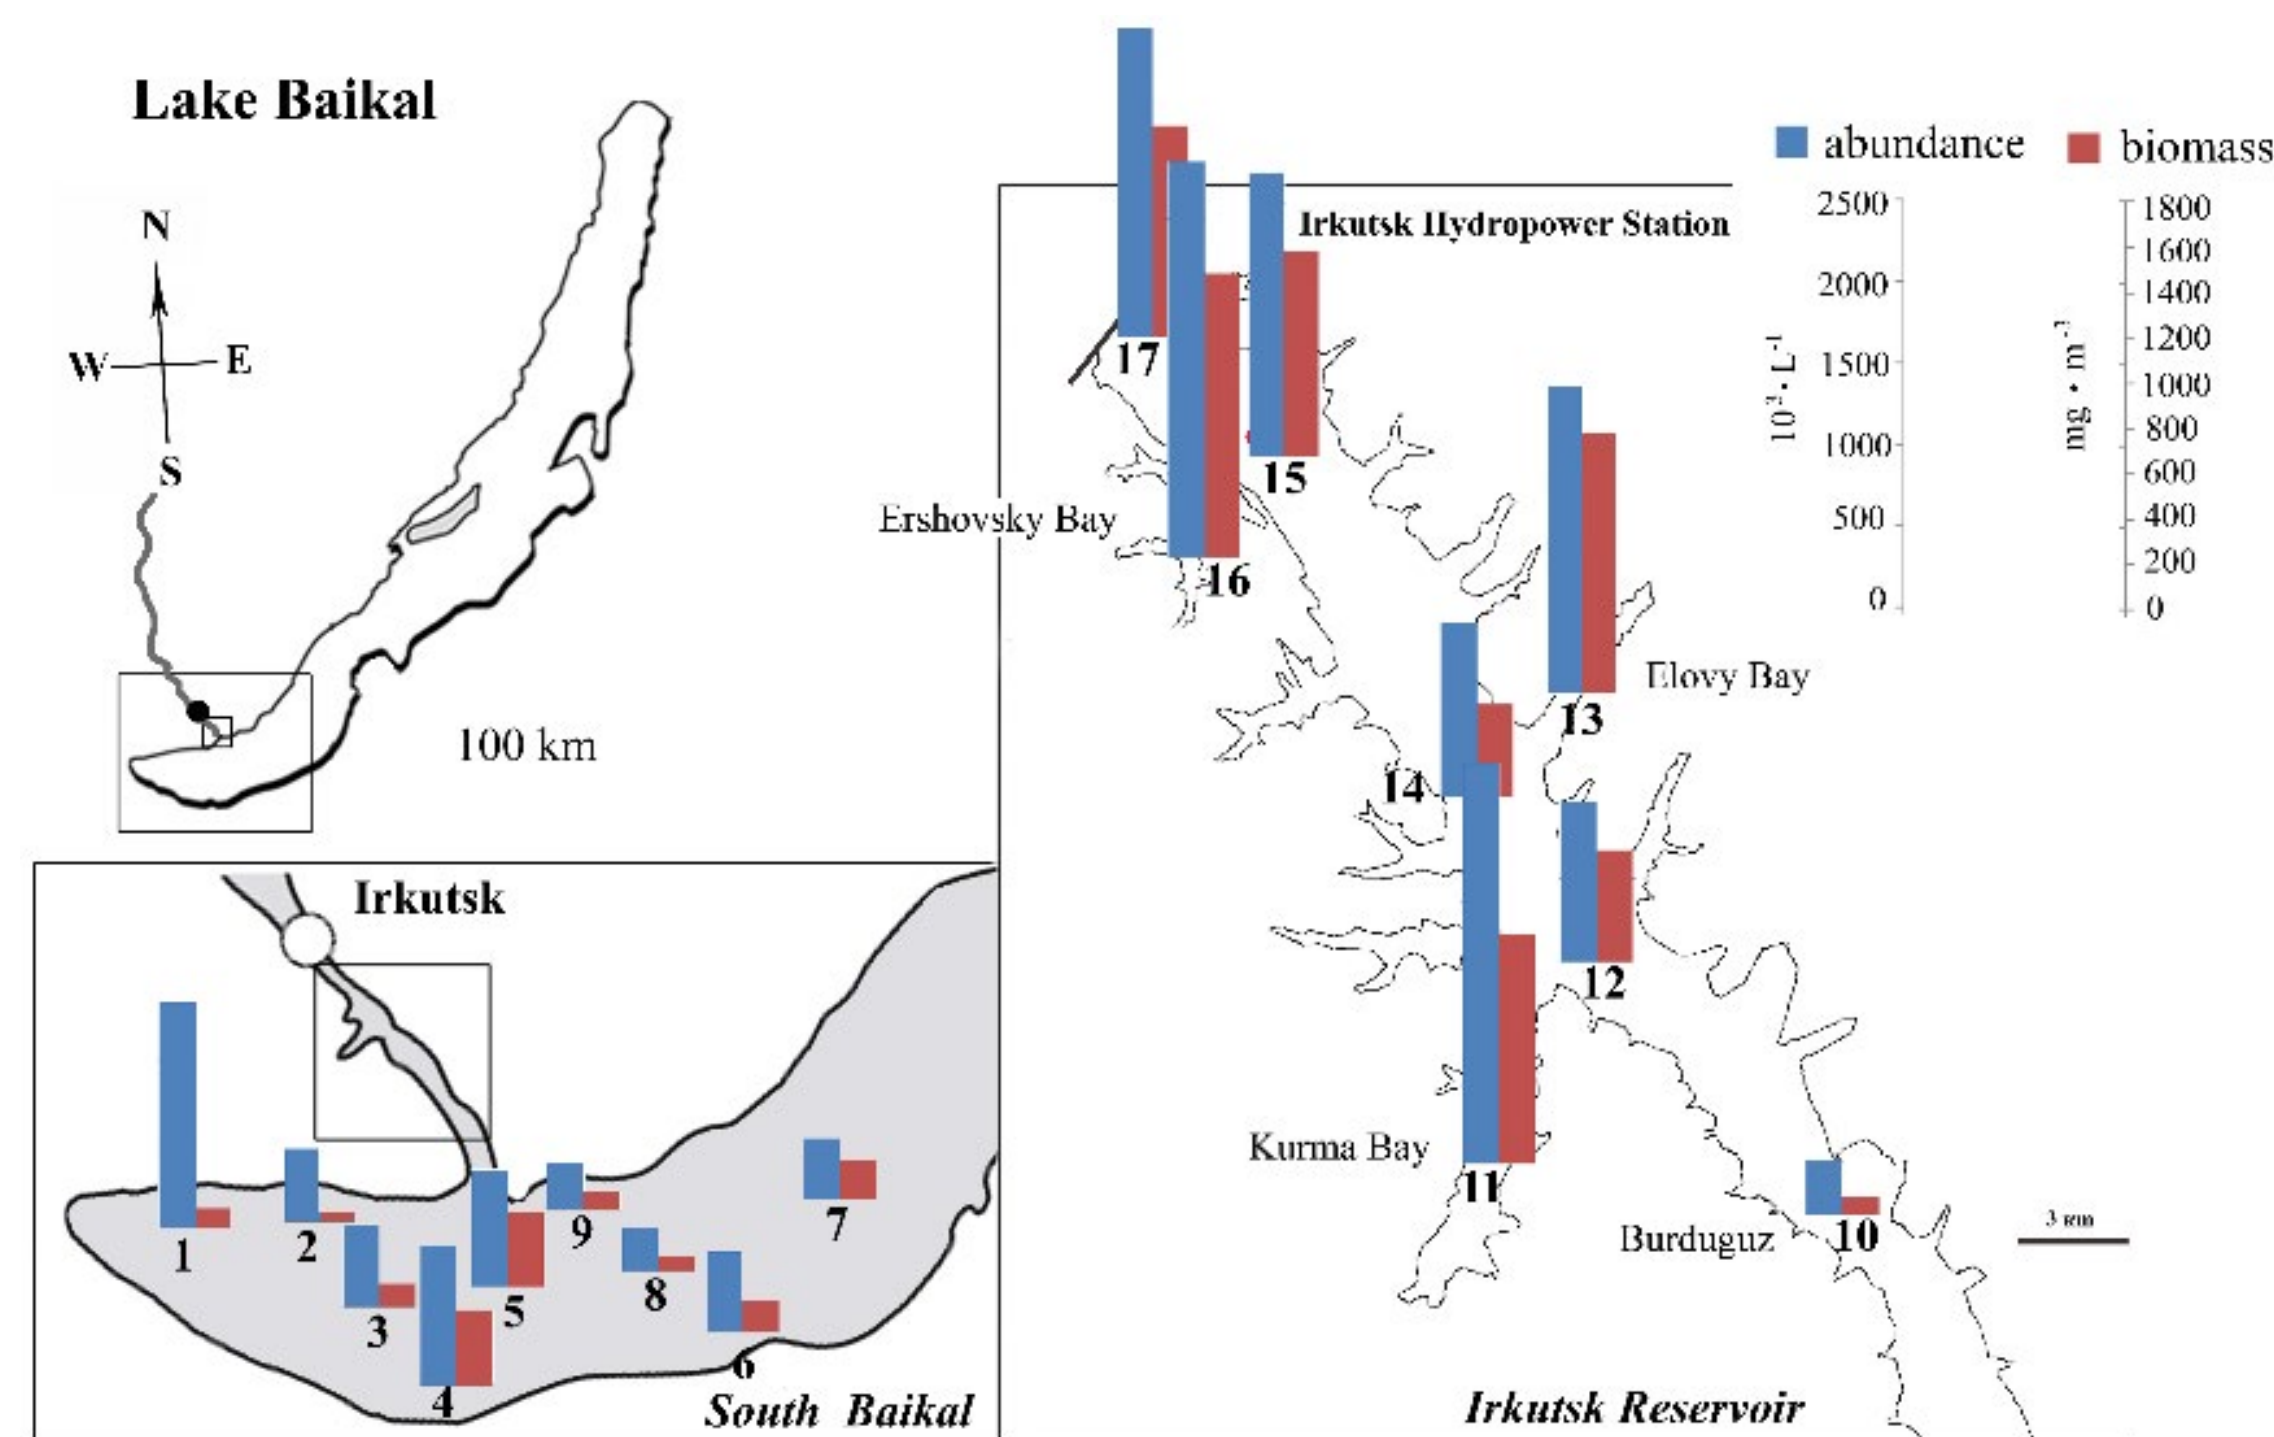 Lake Baikal
N
W
E
S
100 km
Irkutsk
1
2
3
4
5
9
8
6
7
South Baikal
abundance
biomass
Irkutsk Hydropower Station
2500
2000
1500
1000
500
0
10³· L⁻¹
1800
1600
1400
1200
1000
800
600
400
200
0
mg • m⁻³
17
15
Ershovsky Bay
16
Elovy Bay
13
14
12
Kurma Bay
11
Burduguz
10
3 км
Irkutsk Reservoir